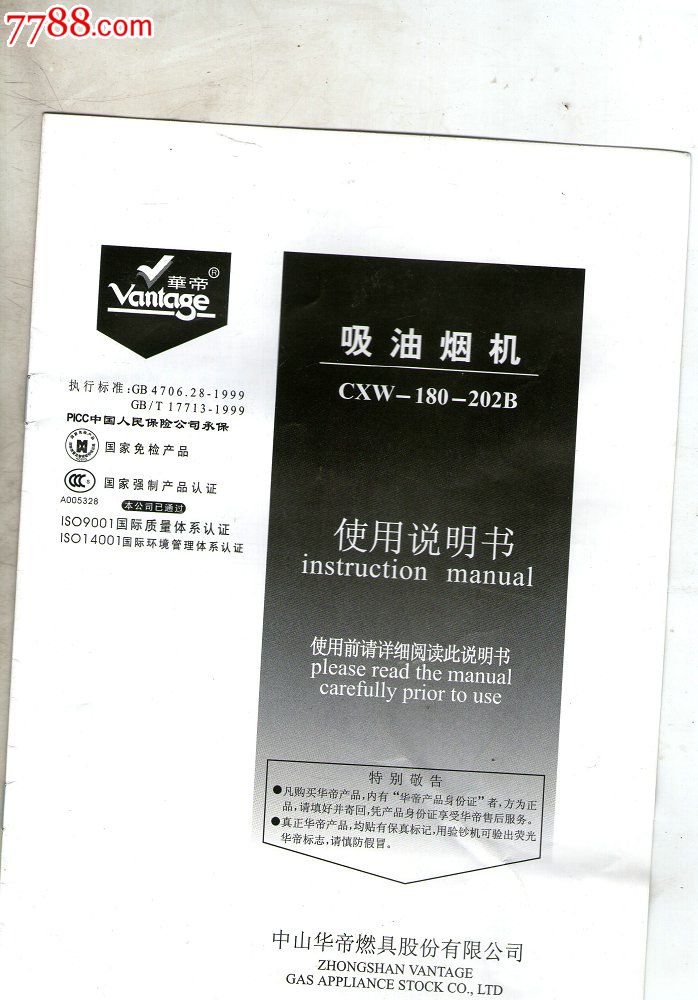 7788.com
華帝®
Vantage
执行标准:GB 4706.28-1999
GB/T 17713-1999
PICC中国人民保险公司承保
国家免检产品
CCC S
国家强制产品认证
A005328
本公司已通过
ISO9001国际质量体系认证
ISO14001国际环境管理体系认证
吸油烟机
CXW-180-202B
使用说明书
instruction manual
使用前请详细阅读此说明书
please read the manual
carefully prior to use
特别敬告
●凡购买华帝产品,内有“华帝产品身份证”者,方为正
品,请填好并寄回,凭产品身份证享受华帝售后服务。
●真正华帝产品,均贴有保真标记,用验钞机可验出荧光
华帝标志,请慎防假冒。
中山华帝燃具股份有限公司
ZHONGSHAN VANTAGE
GAS APPLIANCE STOCK CO., LTD